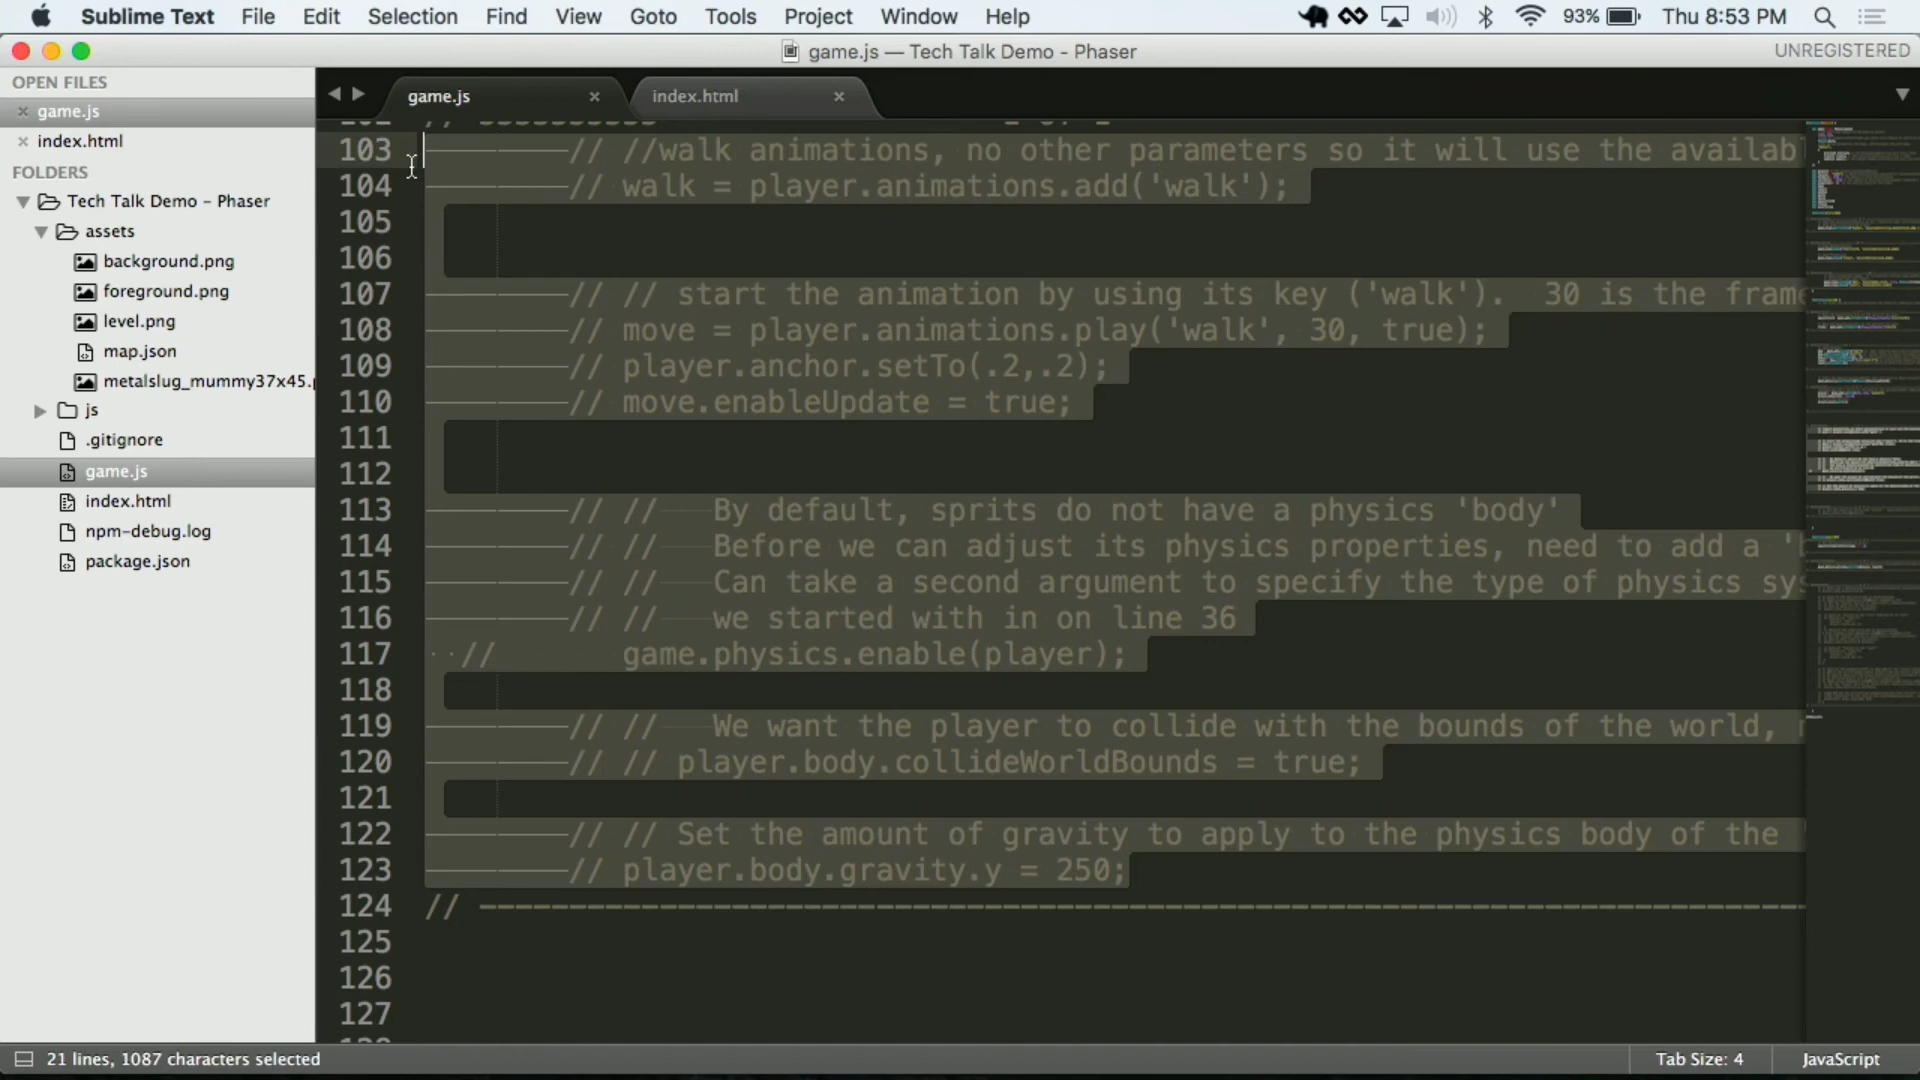 Sublime Text File Edit Selection Find View Goto Tools Project Window Help 93% Thu 8:53 PM
game.js — Tech Talk Demo - Phaser UNREGISTERED
OPEN FILES
game.js
index.html
FOLDERS
Tech Talk Demo - Phaser
assets
background.png
foreground.png
level.png
map.json
metalslug_mummy37x45.p
js
.gitignore
game.js
index.html
npm-debug.log
package.json
game.js index.html
103 // //walk animations, no other parameters so it will use the availab
104 // walk = player.animations.add('walk');
105
106
107 // // start the animation by using its key ('walk').  30 is the frame
108 // move = player.animations.play('walk', 30, true);
109 // player.anchor.setTo(.2,.2);
110 // move.enableUpdate = true;
111
112
113 // // By default, sprits do not have a physics 'body'
114 // // Before we can adjust its physics properties, need to add a 'b
115 // // Can take a second argument to specify the type of physics sys
116 // // we started with in on line 36
117 // game.physics.enable(player);
118
119 // // We want the player to collide with the bounds of the world,
120 // // player.body.collideWorldBounds = true;
121
122 // // Set the amount of gravity to apply to the physics body of the
123 // player.body.gravity.y = 250;
124 // --------------------------------------------------------------------------
125
126
127
21 lines, 1087 characters selected Tab Size: 4 JavaScript